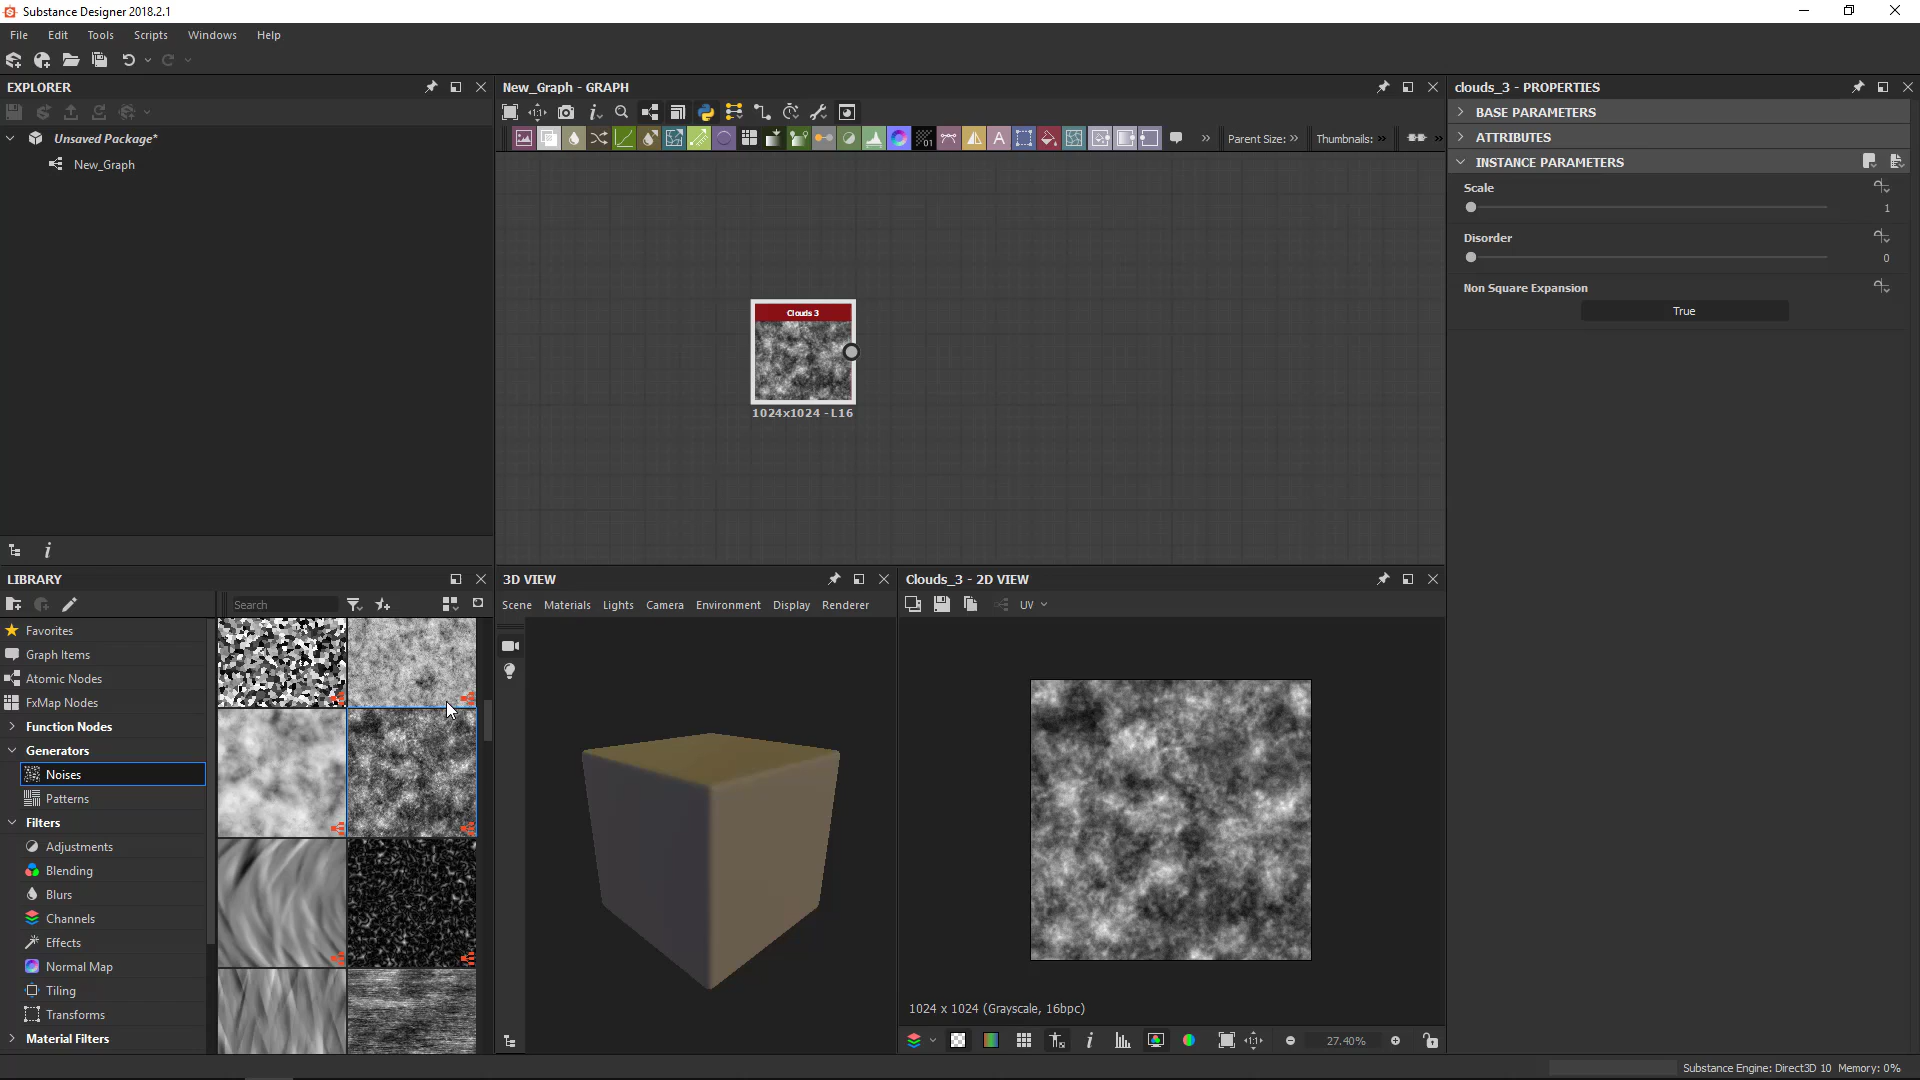 Substance Designer 2018.2.1
File Edit Tools Scripts Windows Help
EXPLORER
Unsaved Package*
New_Graph
New_Graph - GRAPH
01
Parent Size: »
Thumbnails: »
Clouds 3
1024x1024 - L16
clouds_3 - PROPERTIES
BASE PARAMETERS
ATTRIBUTES
INSTANCE PARAMETERS
Scale
1
Disorder
0
Non Square Expansion
True
LIBRARY
Search
Favorites
Graph Items
Atomic Nodes
FxMap Nodes
Function Nodes
Generators
Noises
Patterns
Filters
Adjustments
Blending
Blurs
Channels
Effects
Normal Map
Tiling
Transforms
Material Filters
3D VIEW
Scene Materials Lights Camera Environment Display Renderer
Clouds_3 - 2D VIEW
UV
1024 x 1024 (Grayscale, 16bpc)
27.40%
Substance Engine: Direct3D 10 Memory: 0%